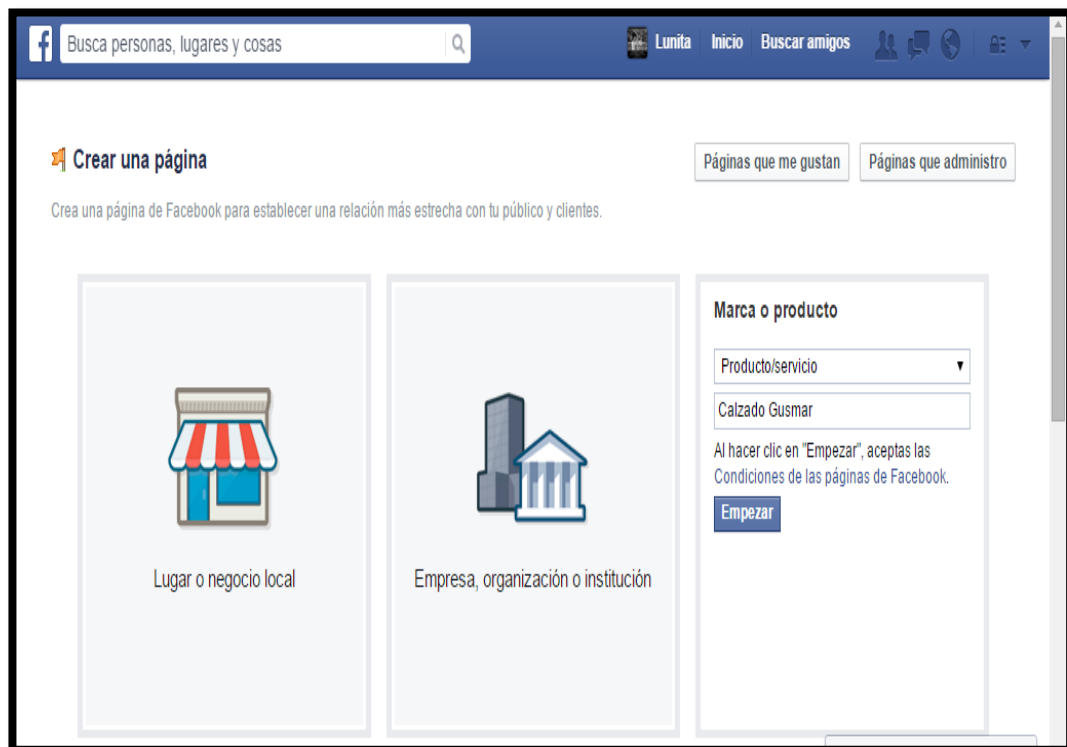 f Busca personas, lugares y cosas Lunita Inicio Buscar amigos
Crear una página Páginas que me gustan Páginas que administro
Crea una página de Facebook para establecer una relación más estrecha con tu público y clientes.
Lugar o negocio local
Empresa, organización o institución
Marca o producto
Producto/servicio
Calzado Gusmar
Al hacer clic en "Empezar", aceptas las
Condiciones de las páginas de Facebook.
Empezar